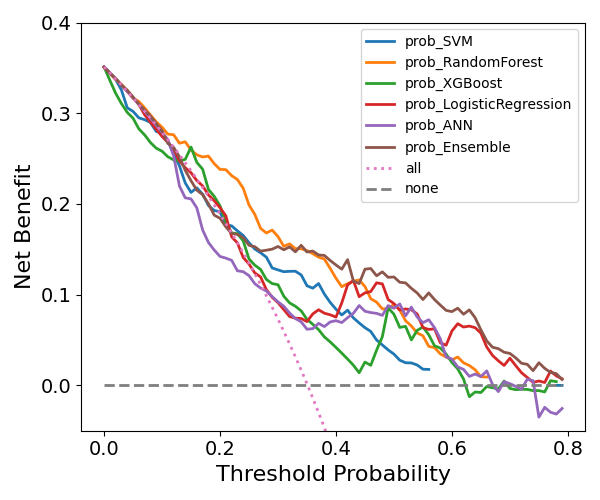 0.4
0.3
0.2
0.1
0.0
Net Benefit
prob_SVM
prob_RandomForest
prob_XGBoost
prob_LogisticRegression
prob_ANN
prob_Ensemble
all
none
0.0 0.2 0.4 0.6 0.8
Threshold Probability